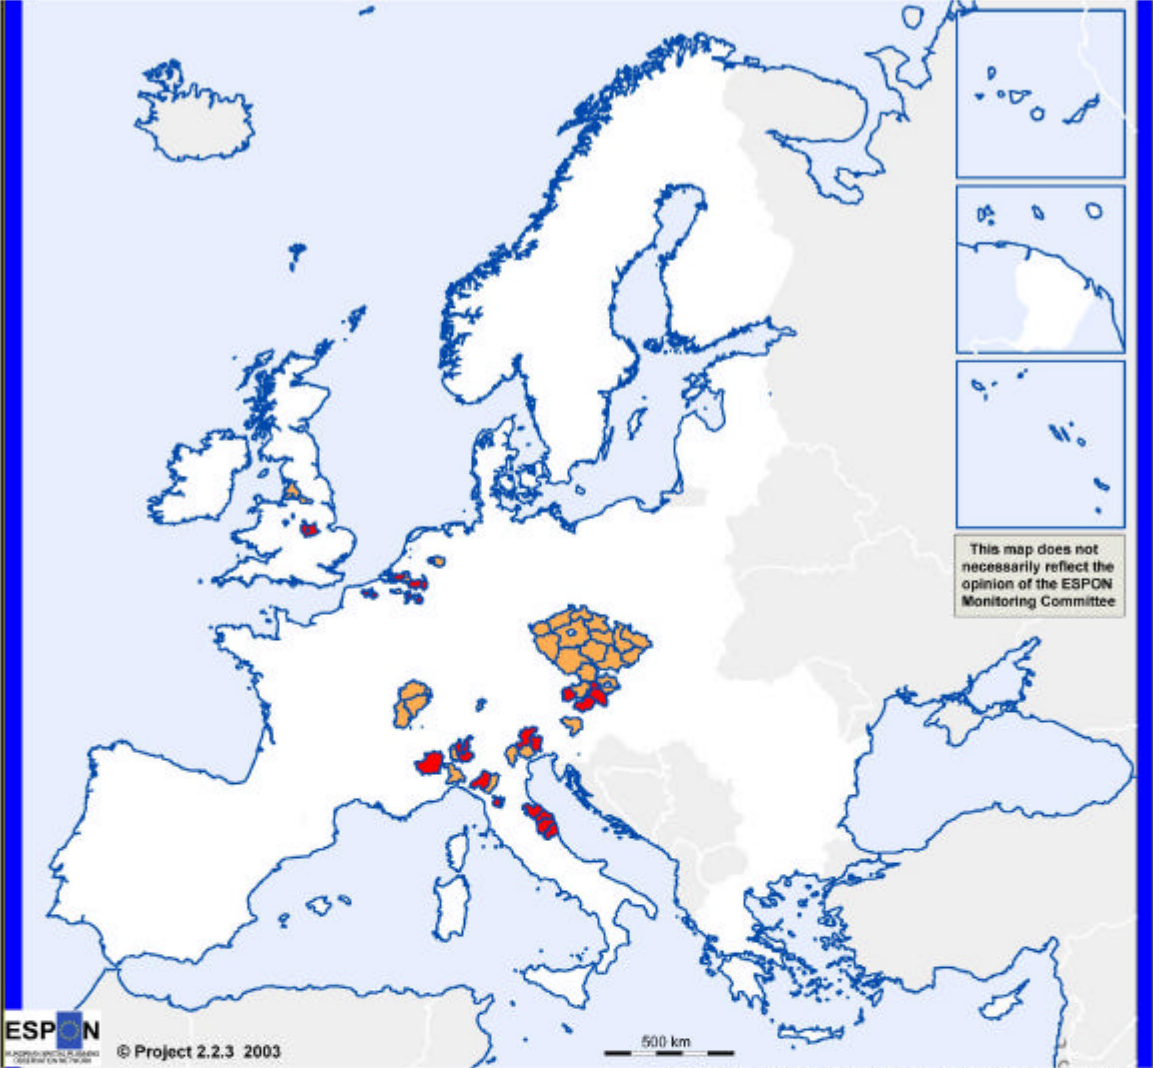 This map does not
necessarily reflect the
opinion of the ESPON
Monitoring Committee
500 km
ESPON
© Project 2.2.3 2003